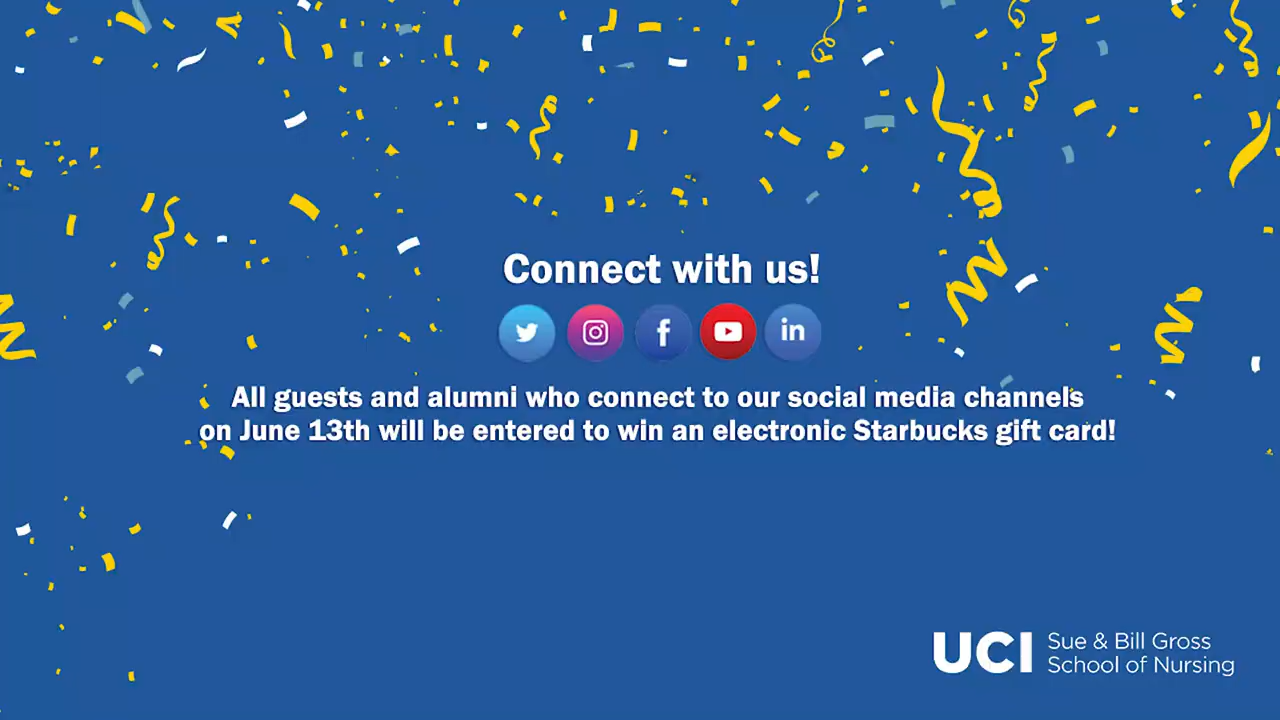 Connect with us!
All guests and alumni who connect to our social media channels
on June 13th will be entered to win an electronic Starbucks gift card!
UCI Sue & Bill Gross
School of Nursing